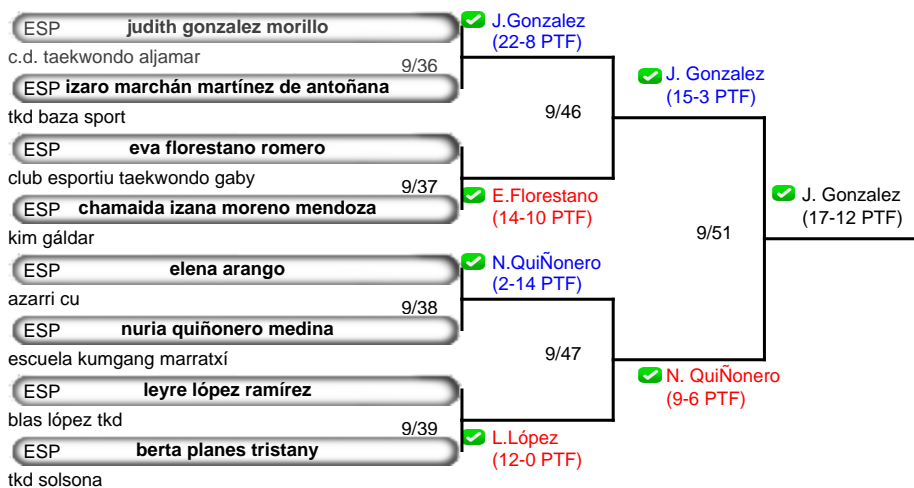 ESP judith gonzalez morillo
c.d. taekwondo aljamar
9/36
ESP izaro marchán martínez de antoñana
tkd baza sport
J.Gonzalez
(22-8 PTF)
ESP eva florestano romero
club esportiu taekwondo gaby
9/37
ESP chamaida izana moreno mendoza
kim gáldar
E.Florestano
(14-10 PTF)
9/46
J. Gonzalez
(15-3 PTF)
ESP elena arango
azarri cu
9/38
ESP nuria quiñonero medina
escuela kumgang marratxí
N.QuiÑonero
(2-14 PTF)
ESP leyre lópez ramírez
blas lópez tkd
9/39
ESP berta planes tristany
tkd solsona
L.López
(12-0 PTF)
9/47
N. QuiÑonero
(9-6 PTF)
9/51
J. Gonzalez
(17-12 PTF)